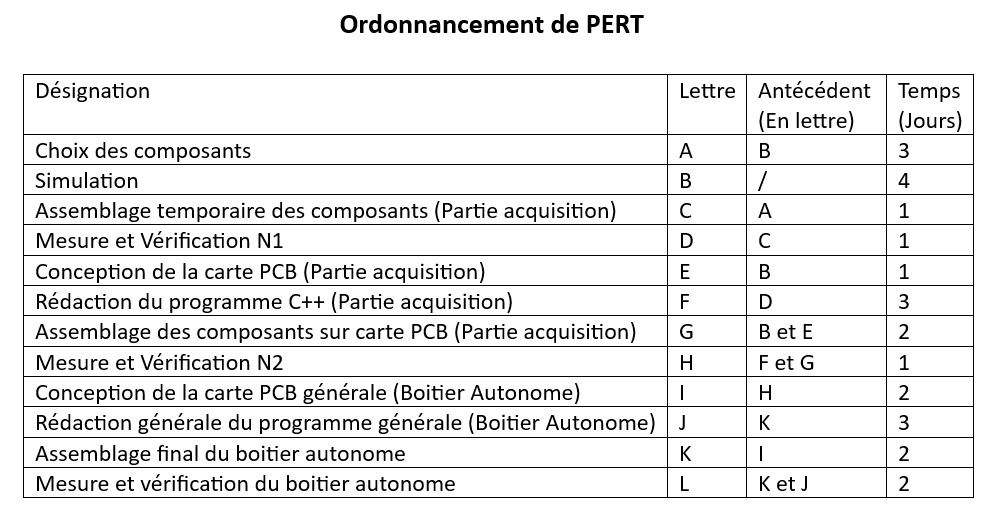 Ordonnancement de PERT
Désignation Lettre Antécédent (En lettre) Temps (Jours)
Choix des composants A B 3
Simulation B / 4
Assemblage temporaire des composants (Partie acquisition) C A 1
Mesure et Vérification N1 D C 1
Conception de la carte PCB (Partie acquisition) E B 1
Rédaction du programme C++ (Partie acquisition) F D 3
Assemblage des composants sur carte PCB (Partie acquisition) G B et E 2
Mesure et Vérification N2 H F et G 1
Conception de la carte PCB générale (Boitier Autonome) I H 2
Rédaction générale du programme générale (Boitier Autonome) J K 3
Assemblage final du boitier autonome K I 2
Mesure et vérification du boitier autonome L K et J 2